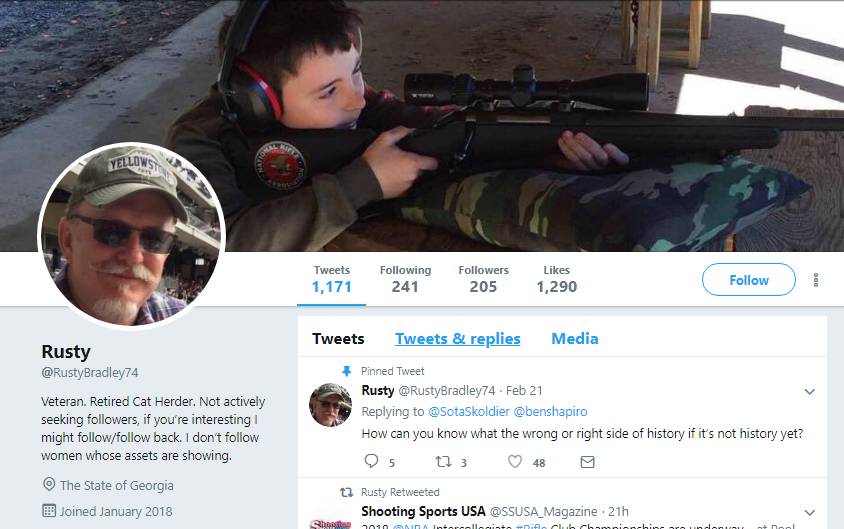 NATIONAL RIFLE
ASSOCIATION
YELLOWSTONE
Tweets
1,171
Following
241
Followers
205
Likes
1,290
Follow
Rusty
@RustyBradley74
Veteran. Retired Cat Herder. Not actively
seeking followers, if you're interesting I
might follow/follow back. I don't follow
women whose assets are showing.
The State of Georgia
Joined January 2018
Tweets Tweets & replies Media
Pinned Tweet
Rusty @RustyBradley74 · Feb 21
Replying to @SotaSkoldier @benshapiro
How can you know what the wrong or right side of history if it's not history yet?
5 3 48
Rusty Retweeted
Shooting Sports USA @SSUSA_Magazine · 21h
2018 @NRA Intercollegiate #Rifle Club Championships are underway